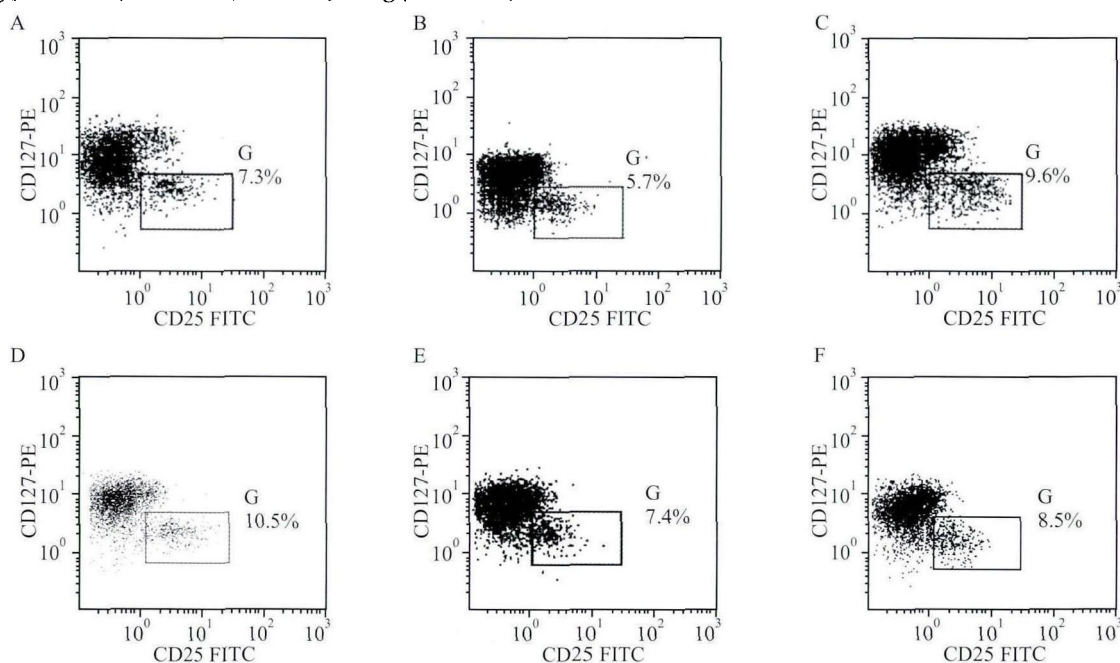 A
B
C
10³
10²
10¹
10⁰
CD127-PE
G
7.3%
10⁰ 10¹ 10² 10³
CD25 FITC
10³
10²
10¹
10⁰
CD127-PE
G
5.7%
10⁰ 10¹ 10² 10³
CD25 FITC
10³
10²
10¹
10⁰
CD127-PE
G
9.6%
10⁰ 10¹ 10² 10³
CD25 FITC
D
E
F
10³
10²
10¹
10⁰
CD127-PE
G
10.5%
10⁰ 10¹ 10² 10³
CD25 FITC
10³
10²
10¹
10⁰
CD127-PE
G
7.4%
10⁰ 10¹ 10² 10³
CD25 FITC
10³
10²
10¹
10⁰
CD127-PE
G
8.5%
10⁰ 10¹ 10² 10³
CD25 FITC